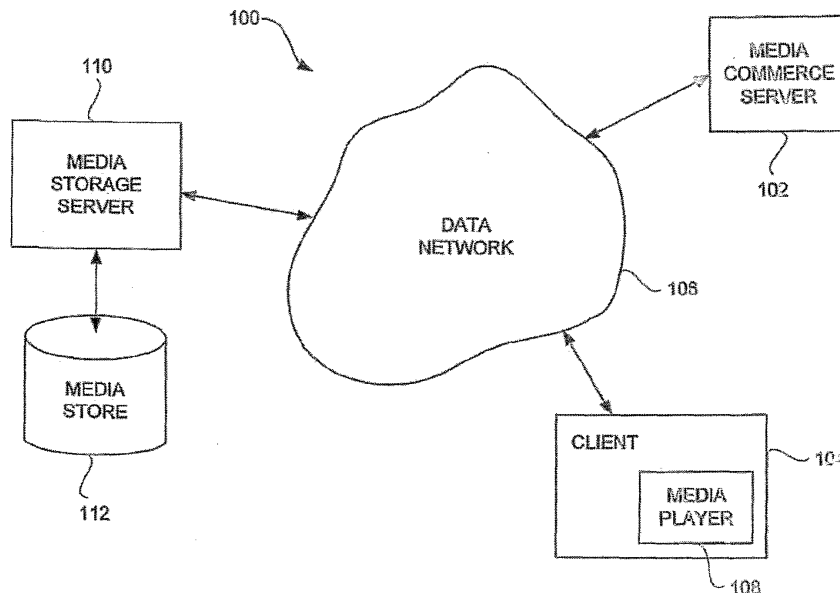 100
110
MEDIA
STORAGE
SERVER
MEDIA
COMMERCE
SERVER
102
DATA
NETWORK
106
MEDIA
STORE
112
CLIENT
MEDIA
PLAYER
108